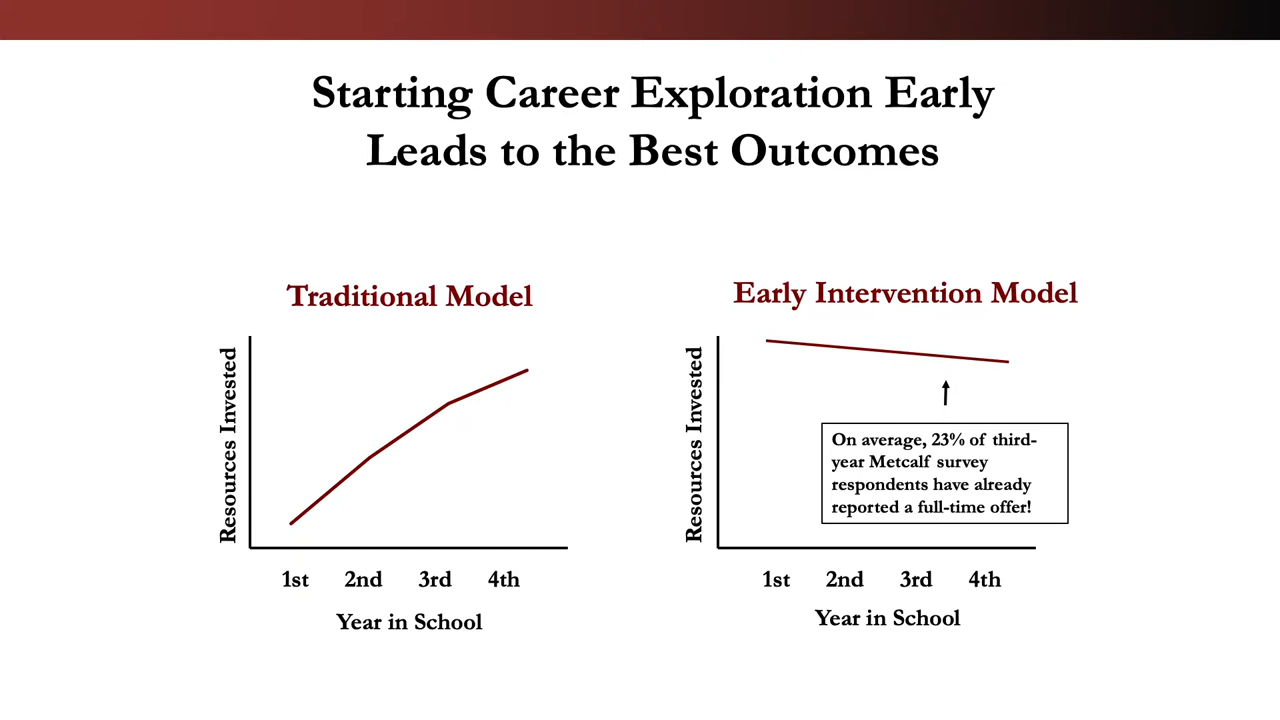 Starting Career Exploration Early
Leads to the Best Outcomes
Traditional Model
Resources Invested
1st 2nd 3rd 4th
Year in School
Early Intervention Model
Resources Invested
On average, 23% of third-
year Metcalf survey
respondents have already
reported a full-time offer!
1st 2nd 3rd 4th
Year in School